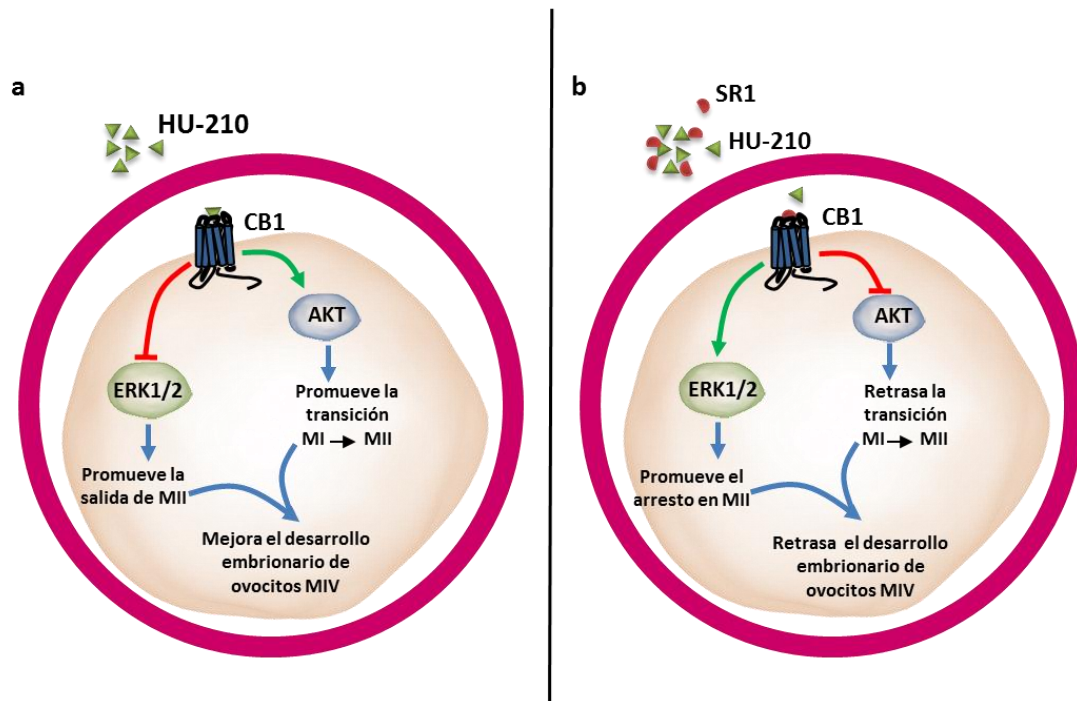 a
HU-210
CB1
AKT
ERK1/2
Promueve la
transición
MI → MII
Promueve la
salida de MII
Mejora el desarrollo
embrionario de
ovocitos MIV
b
SR1
HU-210
CB1
AKT
ERK1/2
Retrasa la
transición
MI → MII
Promueve el
arresto en MII
Retrasa el desarrollo
embrionario de
ovocitos MIV